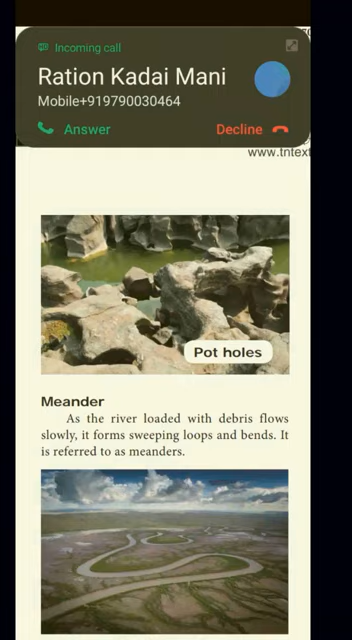 Incoming call
Ration Kadai Mani
Mobile+919790030464
Answer
Decline
www.tntext
Pot holes
Meander
As the river loaded with debris flows
slowly, it forms sweeping loops and bends. It
is referred to as meanders.